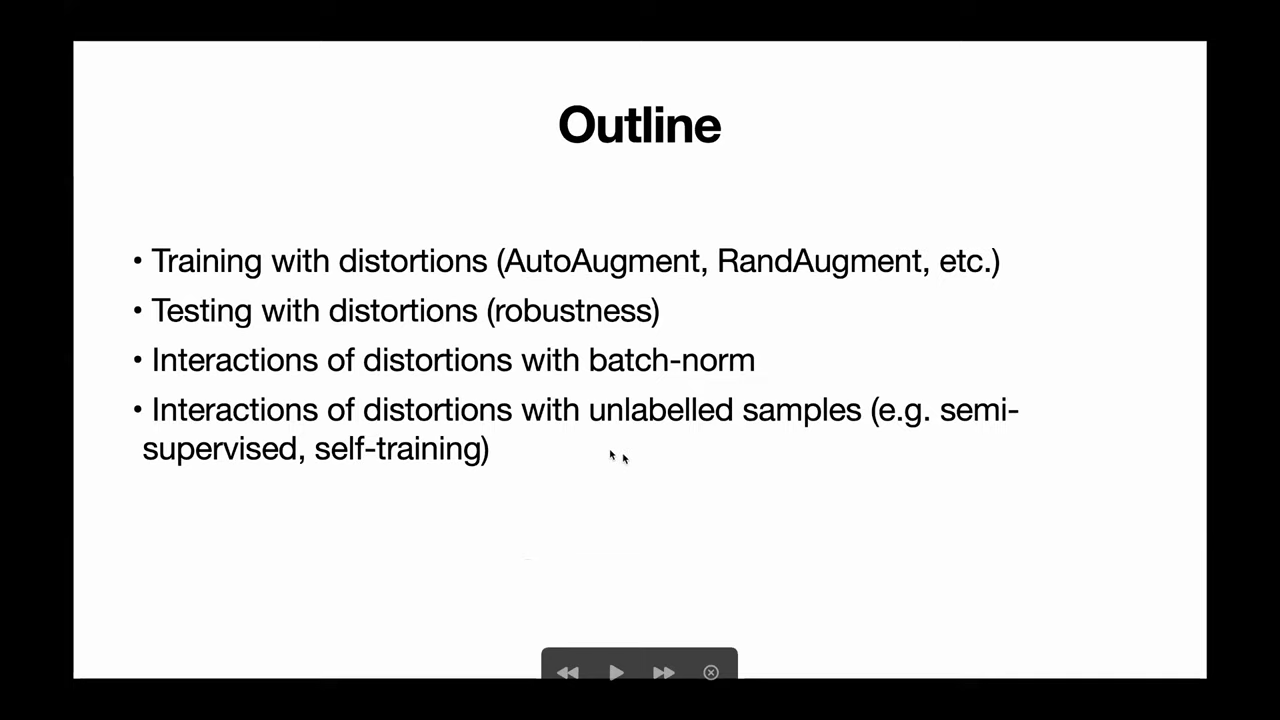 Outline
• Training with distortions (AutoAugment, RandAugment, etc.)
• Testing with distortions (robustness)
• Interactions of distortions with batch-norm
• Interactions of distortions with unlabelled samples (e.g. semi-
supervised, self-training)